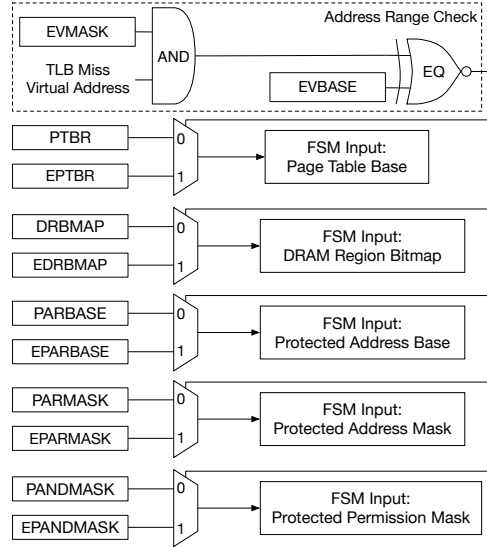 Address Range Check
EVMASK
AND
TLB Miss
Virtual Address
EQ
EVBASE
PTBR
0
FSM Input:
Page Table Base
EPTBR
1
DRBMAP
0
FSM Input:
DRAM Region Bitmap
EDRBMAP
1
PARBASE
0
FSM Input:
Protected Address Base
EPARBASE
1
PARMASK
0
FSM Input:
Protected Address Mask
EPARMASK
1
PANDMASK
0
FSM Input:
Protected Permission Mask
EPANDMASK
1